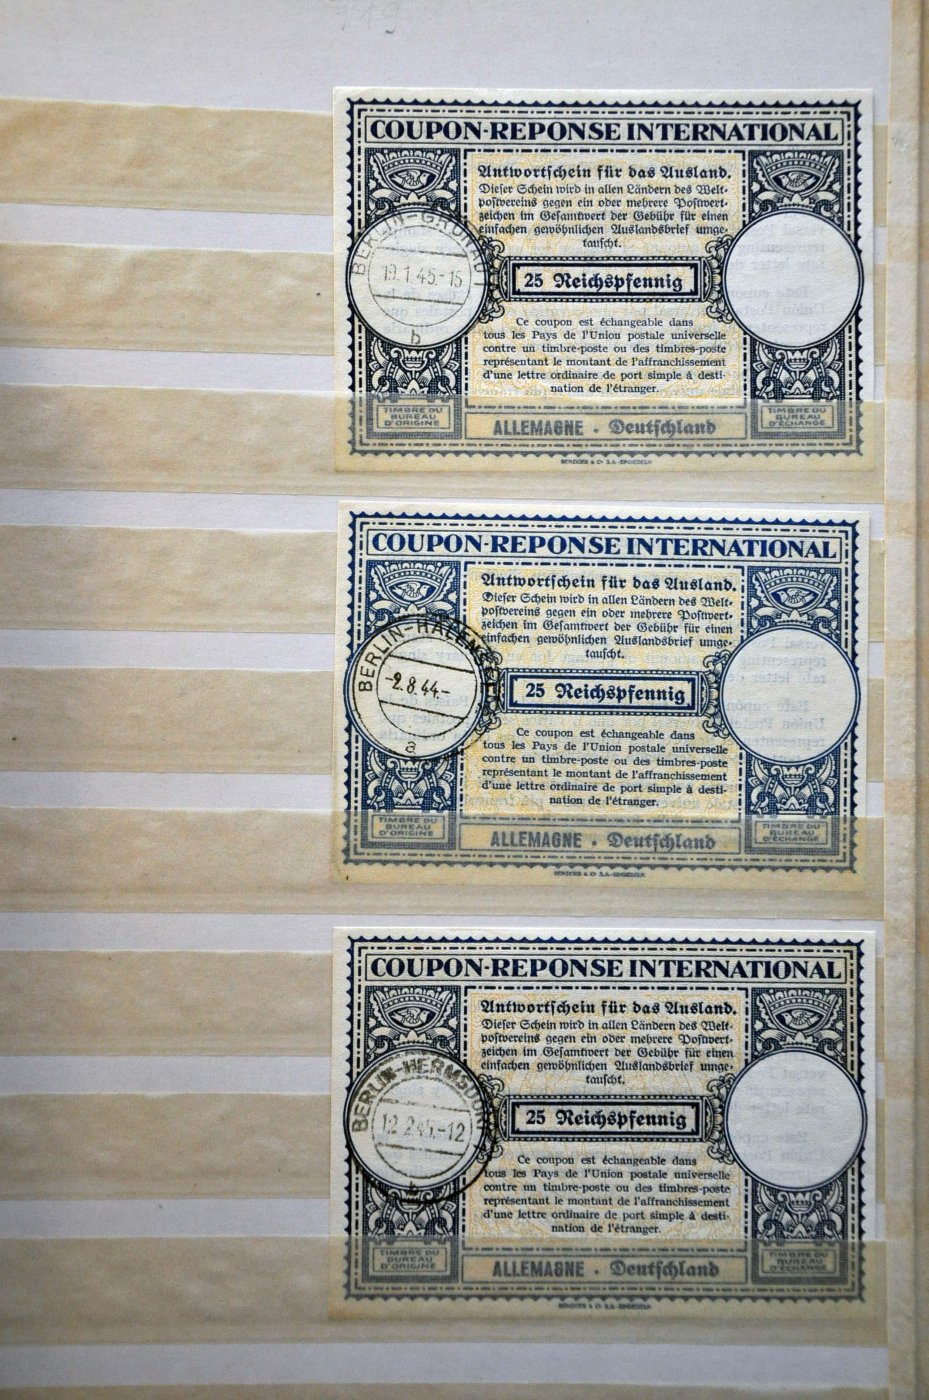 COUPON-REPONSE INTERNATIONAL
Antwortschein für das Ausland.
Dieser Schein wird in allen Ländern des Welt-
postvereins gegen ein oder mehrere Postwert-
zeichen im Gesamtwert der Gebühr für einen
einfachen gewöhnlichen Auslandsbrief umge-
tauscht.
BERLIN-GRÜNAU 1
19.1.45.-15
b
25 Reichspfennig
Ce coupon est échangeable dans
tous les Pays de l'Union postale universelle
contre un timbre-poste ou des timbres-poste
représentant le montant de l'affranchissement
d'une lettre ordinaire de port simple à desti-
nation de l'étranger.
TIMBRE DU
BUREAU
D'ORIGINE
ALLEMAGNE . Deutschland
TIMBRE DU
BUREAU
D'ÉCHANGE
BENZIGER & Co S.A. EINSIEDELN
COUPON-REPONSE INTERNATIONAL
Antwortschein für das Ausland.
Dieser Schein wird in allen Ländern des Welt-
postvereins gegen ein oder mehrere Postwert-
zeichen im Gesamtwert der Gebühr für einen
einfachen gewöhnlichen Auslandsbrief umge-
tauscht.
BERLIN-HALENSEE
-2.8.44.-
a
25 Reichspfennig
Ce coupon est échangeable dans
tous les Pays de l'Union postale universelle
contre un timbre-poste ou des timbres-poste
représentant le montant de l'affranchissement
d'une lettre ordinaire de port simple à desti-
nation de l'étranger.
TIMBRE DU
BUREAU
D'ORIGINE
ALLEMAGNE . Deutschland
TIMBRE DU
BUREAU
D'ÉCHANGE
BENZIGER & Co S.A. EINSIEDELN
COUPON-REPONSE INTERNATIONAL
Antwortschein für das Ausland.
Dieser Schein wird in allen Ländern des Welt-
postvereins gegen ein oder mehrere Postwert-
zeichen im Gesamtwert der Gebühr für einen
einfachen gewöhnlichen Auslandsbrief umge-
tauscht.
BERLIN-HERMSDORF
12.2.45.-12
25 Reichspfennig
Ce coupon est échangeable dans
tous les Pays de l'Union postale universelle
contre un timbre-poste ou des timbres-poste
représentant le montant de l'affranchissement
d'une lettre ordinaire de port simple à desti-
nation de l'étranger.
TIMBRE DU
BUREAU
D'ORIGINE
ALLEMAGNE . Deutschland
TIMBRE DU
BUREAU
D'ÉCHANGE
BENZIGER & Co S.A. EINSIEDELN